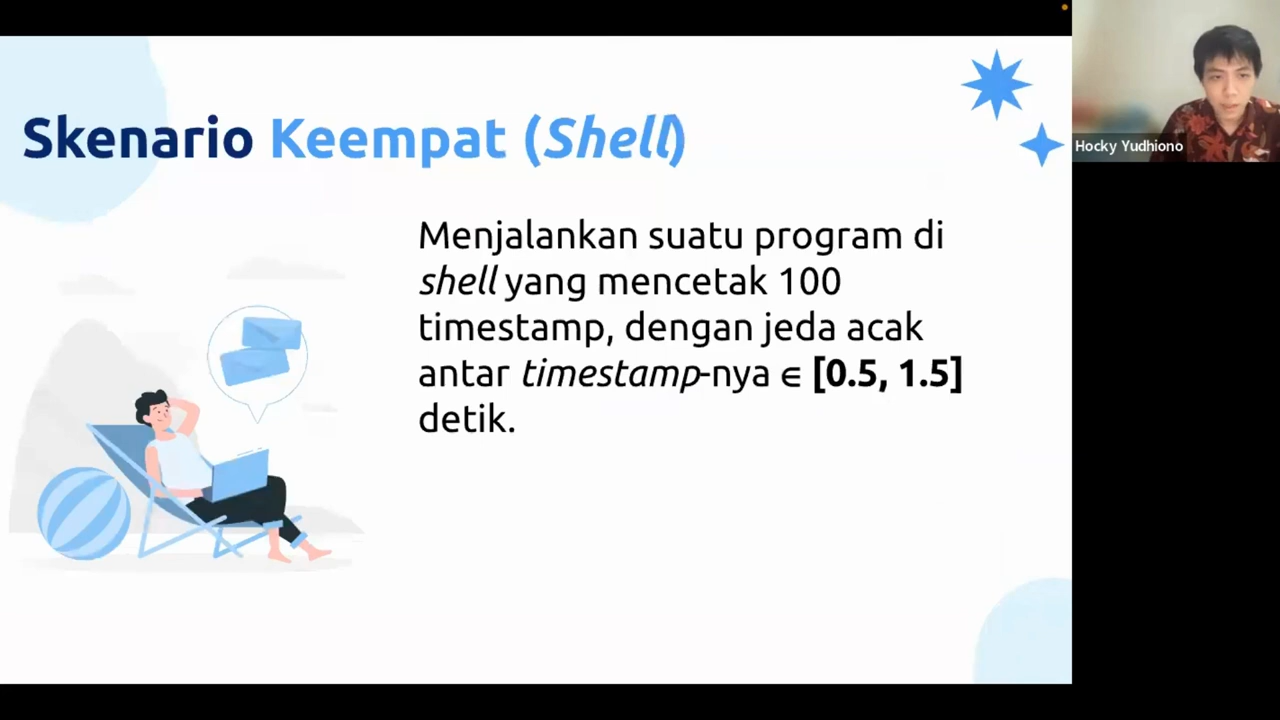 Skenario Keempat (Shell)
Menjalankan suatu program di
shell yang mencetak 100
timestamp, dengan jeda acak
antar timestamp-nya ∈ [0.5, 1.5]
detik.
Hocky Yudhiono